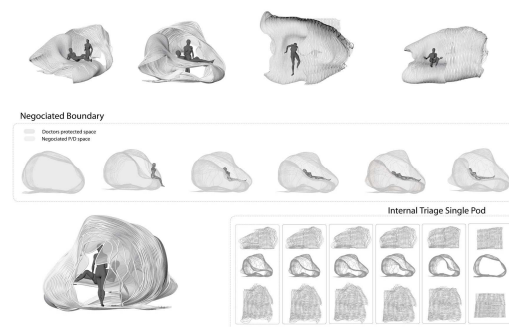 Negociated Boundary
Doctors protected space
Negociated P/D space
Internal Triage Single Pod